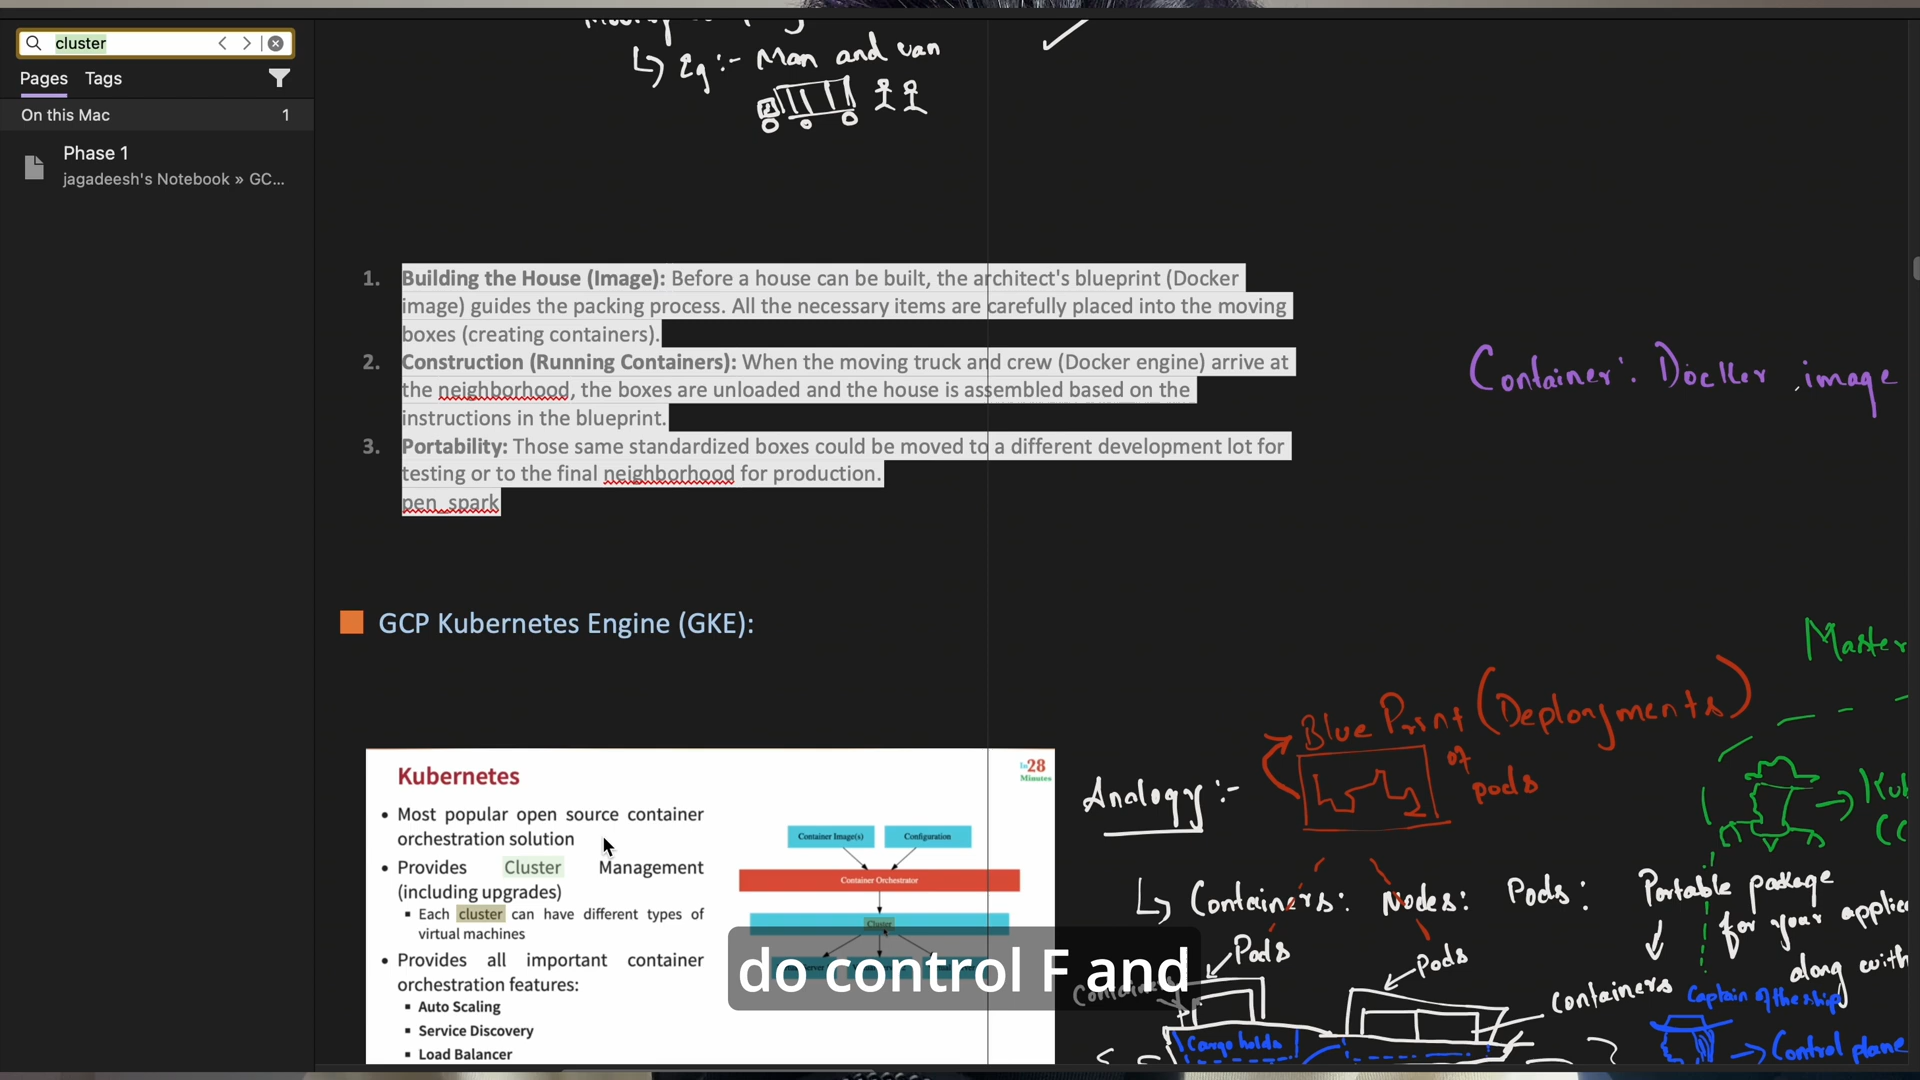 cluster
Pages Tags
On this Mac 1
Phase 1
jagadeesh's Notebook » GC...
↳ Eg :- Man and van
1. Building the House (Image): Before a house can be built, the architect's blueprint (Docker
image) guides the packing process. All the necessary items are carefully placed into the moving
boxes (creating containers).
2. Construction (Running Containers): When the moving truck and crew (Docker engine) arrive at
the neighborhood, the boxes are unloaded and the house is assembled based on the
instructions in the blueprint.
3. Portability: Those same standardized boxes could be moved to a different development lot for
testing or to the final neighborhood for production.
pen_spark
Container: Docker image
GCP Kubernetes Engine (GKE):
Master
Blue Print (Deployments)
of
pods
Analogy :-
Kub
Kubernetes
in28
Minutes
• Most popular open source container
orchestration solution
• Provides Cluster Management
(including upgrades)
▪ Each cluster can have different types of
virtual machines
• Provides all important container
orchestration features:
▪ Auto Scaling
▪ Service Discovery
▪ Load Balancer
Container Image(s) Configuration
Container Orchestrator
Cluster
↳ Containers: Nodes: Pods: Portable package
for your applic
along with
Pods
Pods
Containers
Captain of the ship
Cargo holds
Control plane
do control F and